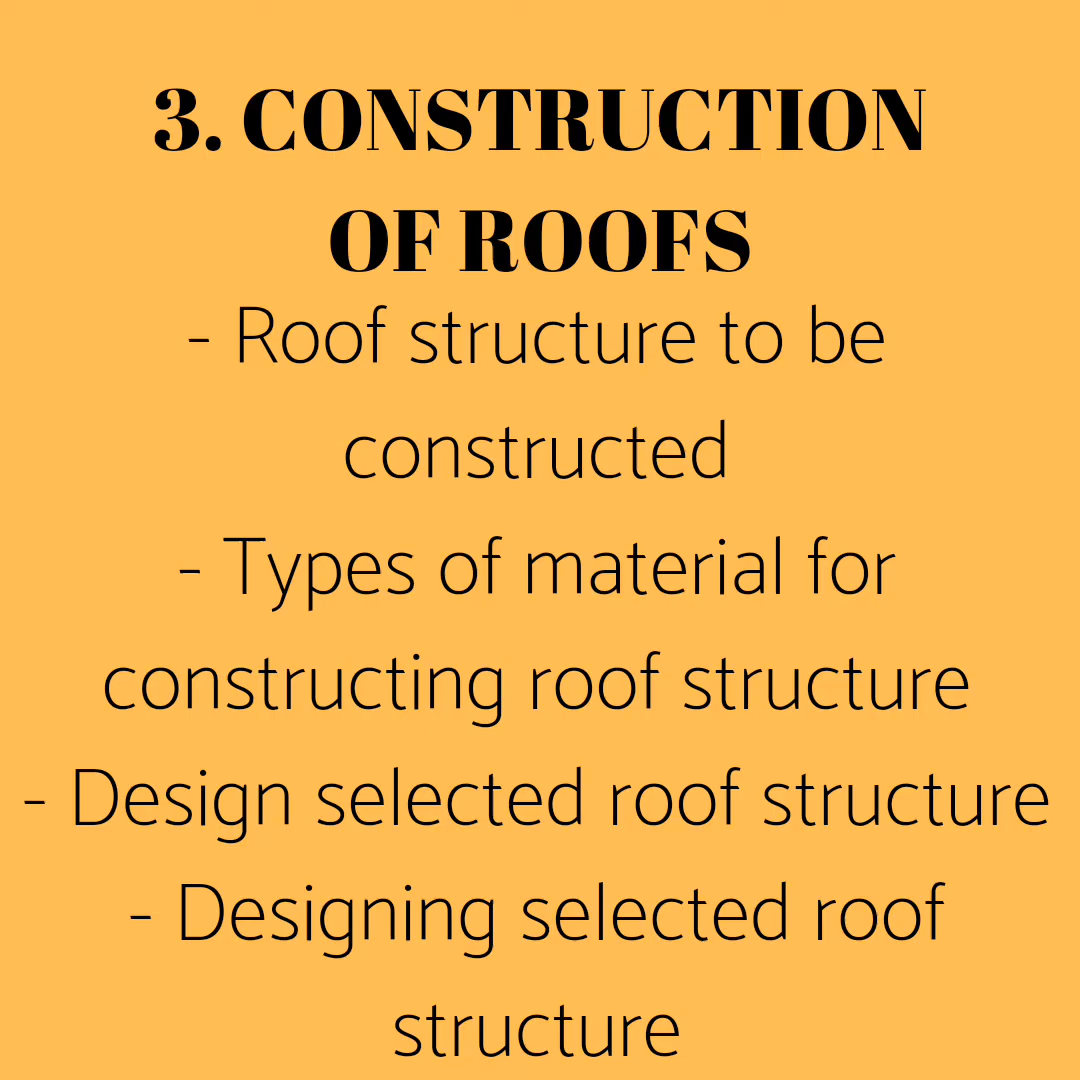 3. CONSTRUCTION
OF ROOFS
- Roof structure to be
constructed
- Types of material for
constructing roof structure
- Design selected roof structure
- Designing selected roof
structure